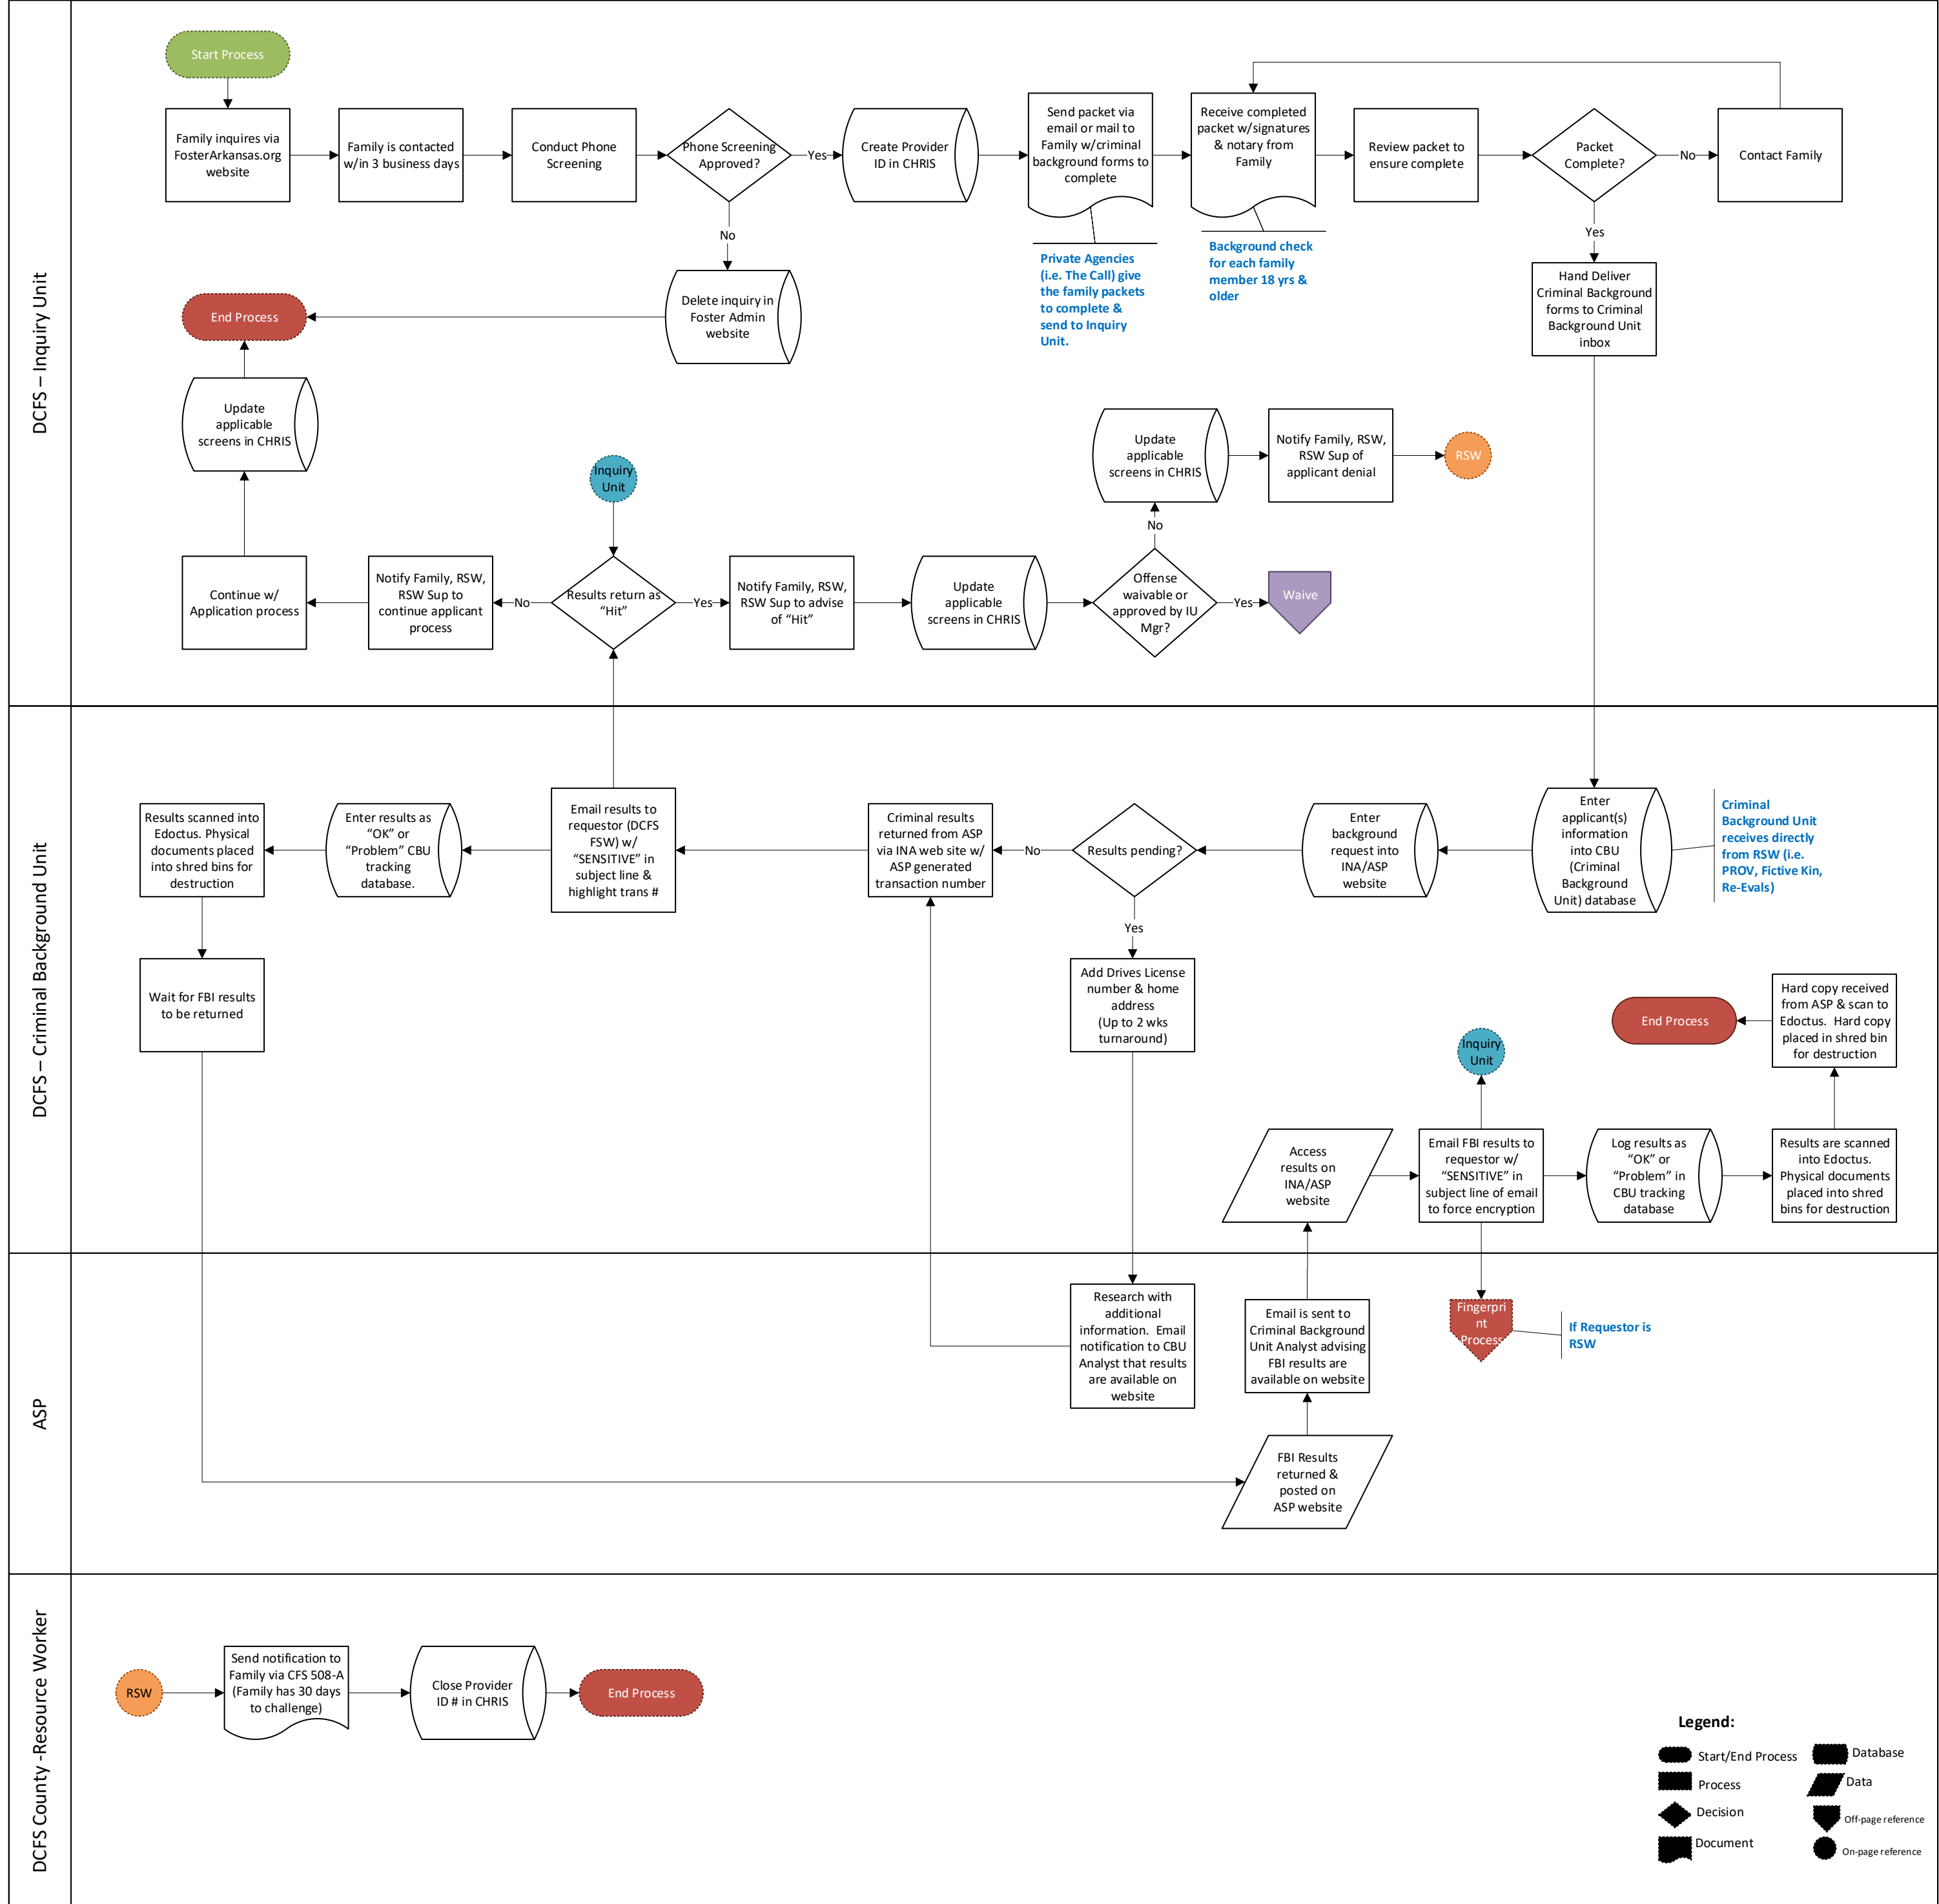 DCFS – Inquiry Unit
Start Process
Family inquires via
FosterArkansas.org
website
Family is contacted
w/in 3 business days
Conduct Phone
Screening
Phone Screening
Approved?
Yes
No
Create Provider
ID in CHRIS
Send packet via
email or mail to
Family w/criminal
background forms to
complete
Receive completed
packet w/signatures
& notary from
Family
Review packet to
ensure complete
Packet
Complete?
No
Yes
Contact Family
Private Agencies
(i.e. The Call) give
the family packets
to complete &
send to Inquiry
Unit.
Background check
for each family
member 18 yrs &
older
Hand Deliver
Criminal Background
forms to Criminal
Background Unit
inbox
Delete inquiry in
Foster Admin
website
End Process
Update
applicable
screens in CHRIS
Continue w/
Application process
Notify Family, RSW,
RSW Sup to
continue applicant
process
No
Inquiry
Unit
Results return as
“Hit”
Yes
Notify Family, RSW,
RSW Sup to advise
of “Hit”
Update
applicable
screens in CHRIS
Offense
waivable or
approved by IU
Mgr?
Yes
Waive
No
Update
applicable
screens in CHRIS
Notify Family, RSW,
RSW Sup of
applicant denial
RSW
DCFS – Criminal Background Unit
Results scanned into
Edoctus. Physical
documents placed
into shred bins for
destruction
Enter results as
“OK” or
“Problem” CBU
tracking
database.
Email results to
requestor (DCFS
FSW) w/
“SENSITIVE” in
subject line &
highlight trans #
Criminal results
returned from ASP
via INA web site w/
ASP generated
transaction number
No
Results pending?
Yes
Enter
background
request into
INA/ASP
website
Enter
applicant(s)
information
into CBU
(Criminal
Background
Unit) database
Criminal
Background Unit
receives directly
from RSW (i.e.
PROV, Fictive Kin,
Re-Evals)
Wait for FBI results
to be returned
Add Drives License
number & home
address
(Up to 2 wks
turnaround)
End Process
Hard copy received
from ASP & scan to
Edoctus.  Hard copy
placed in shred bin
for destruction
Inquiry
Unit
Access
results on
INA/ASP
website
Email FBI results to
requestor w/
“SENSITIVE” in
subject line of email
to force encryption
Log results as
“OK” or
“Problem” in
CBU tracking
database
Results are scanned
into Edoctus.
Physical documents
placed into shred
bins for destruction
ASP
Research with
additional
information.  Email
notification to CBU
Analyst that results
are available on
website
Email is sent to
Criminal Background
Unit Analyst advising
FBI results are
available on website
Fingerpri
nt
Process
If Requestor is
RSW
FBI Results
returned &
posted on
ASP website
DCFS County -Resource Worker
RSW
Send notification to
Family via CFS 508-A
(Family has 30 days
to challenge)
Close Provider
ID # in CHRIS
End Process
Legend:
Start/End Process
Database
Process
Data
Decision
Off-page reference
Document
On-page reference